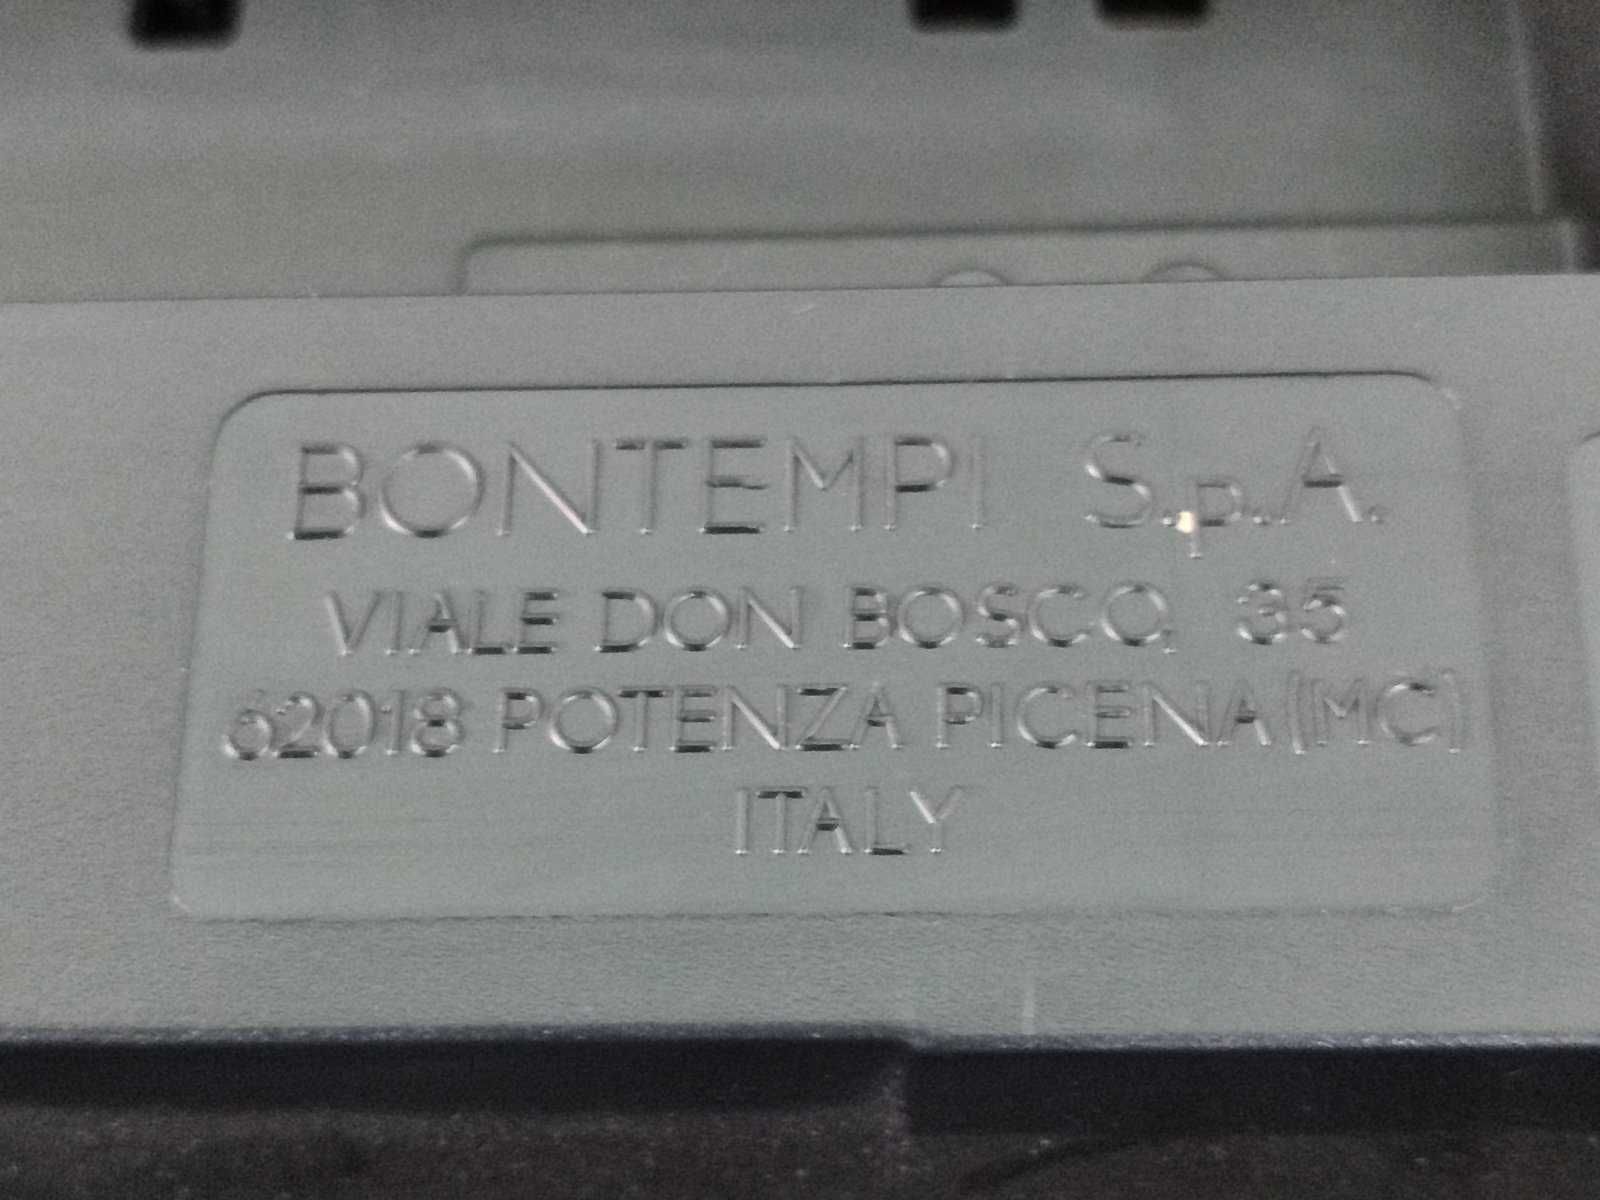 BONTEMPI S.p.A.
VIALE DON BOSCO, 35
62018 POTENZA PICENA (MC)
ITALY